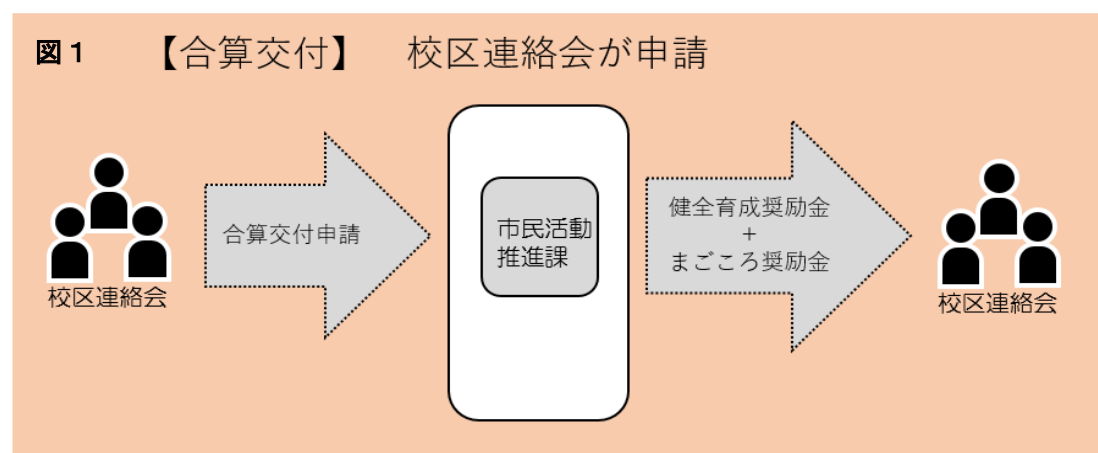 図1　【合算交付】　校区連絡会が申請
校区連絡会
合算交付申請
市民活動
推進課
健全育成奨励金
+
まごころ奨励金
校区連絡会